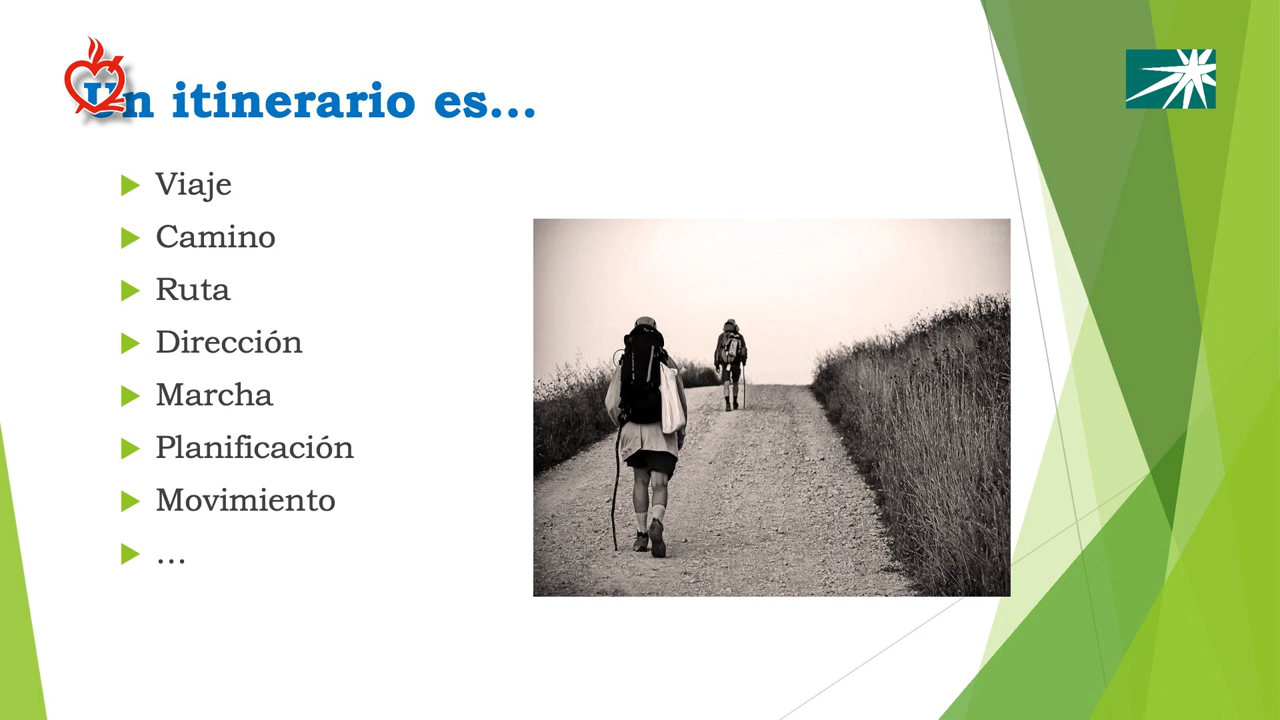 Un itinerario es...
Viaje
Camino
Ruta
Dirección
Marcha
Planificación
Movimiento
...